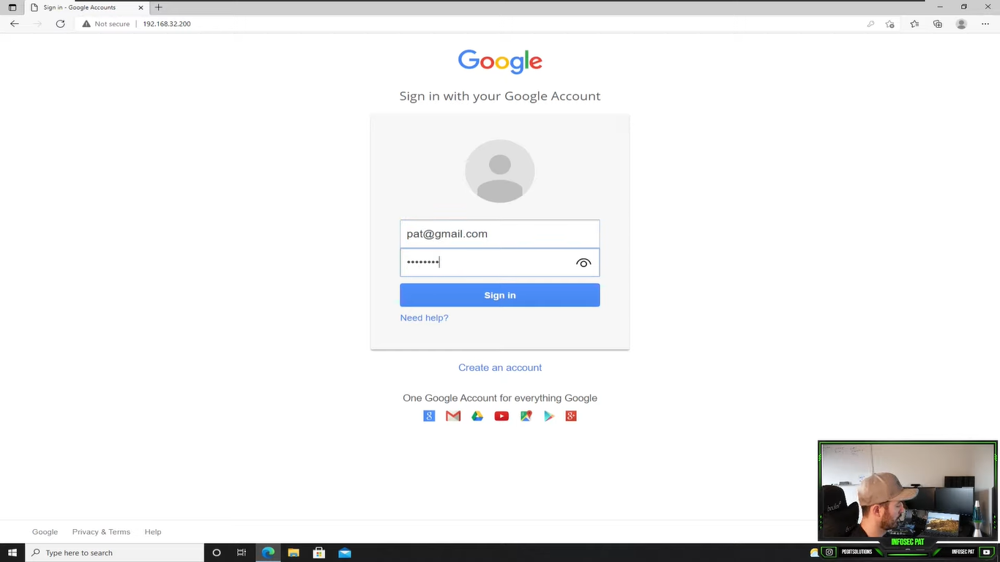 Sign in - Google Accounts
Not secure
192.168.32.200
Google
Sign in with your Google Account
pat@gmail.com
••••••••
Sign in
Need help?
Create an account
One Google Account for everything Google
Google
Privacy & Terms
Help
Type here to search
INFOSEC PAT
PDBITSOLUTIONS
INFOSEC PAT